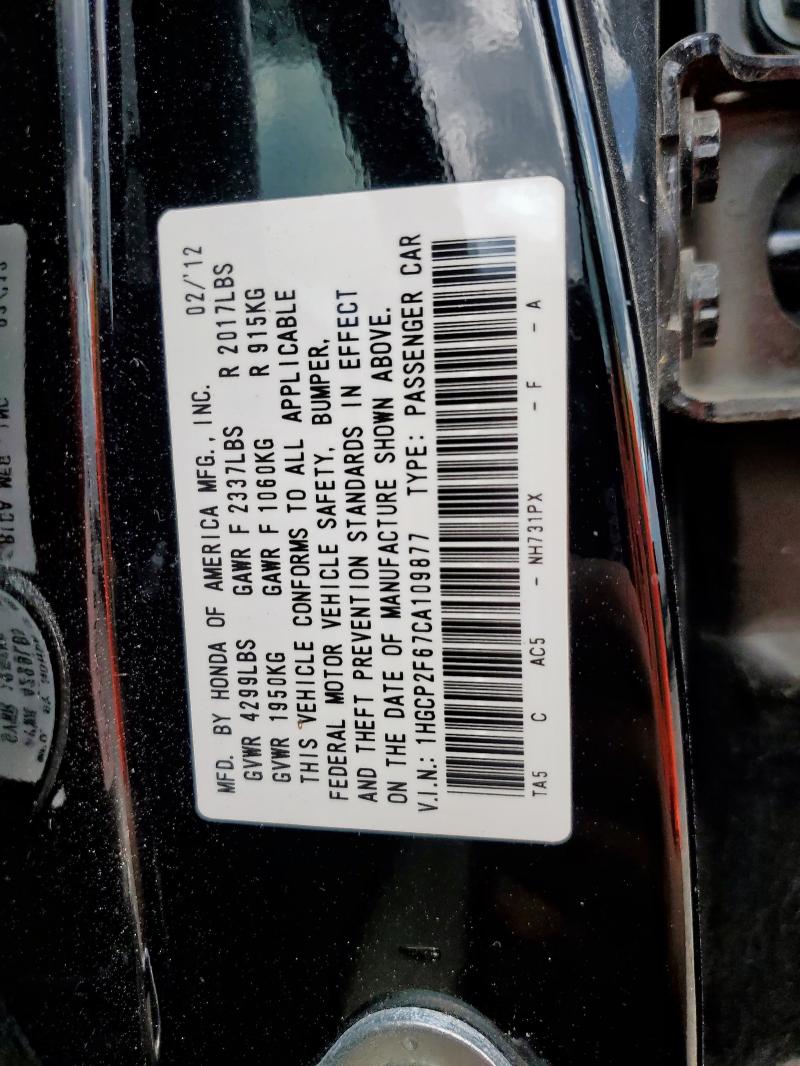 MFD. BY HONDA OF AMERICA MFG., INC. 02/'12
GVWR 4299LBS GAWR F 2337LBS R 2017LBS
GVWR 1950KG GAWR F 1060KG R 915KG
THIS VEHICLE CONFORMS TO ALL APPLICABLE
FEDERAL MOTOR VEHICLE SAFETY, BUMPER,
AND THEFT PREVENTION STANDARDS IN EFFECT
ON THE DATE OF MANUFACTURE SHOWN ABOVE.
V.I.N.: 1HGCP2F67CA109877 TYPE: PASSENGER CAR
TA5 C AC5 - NH731PX - F - A